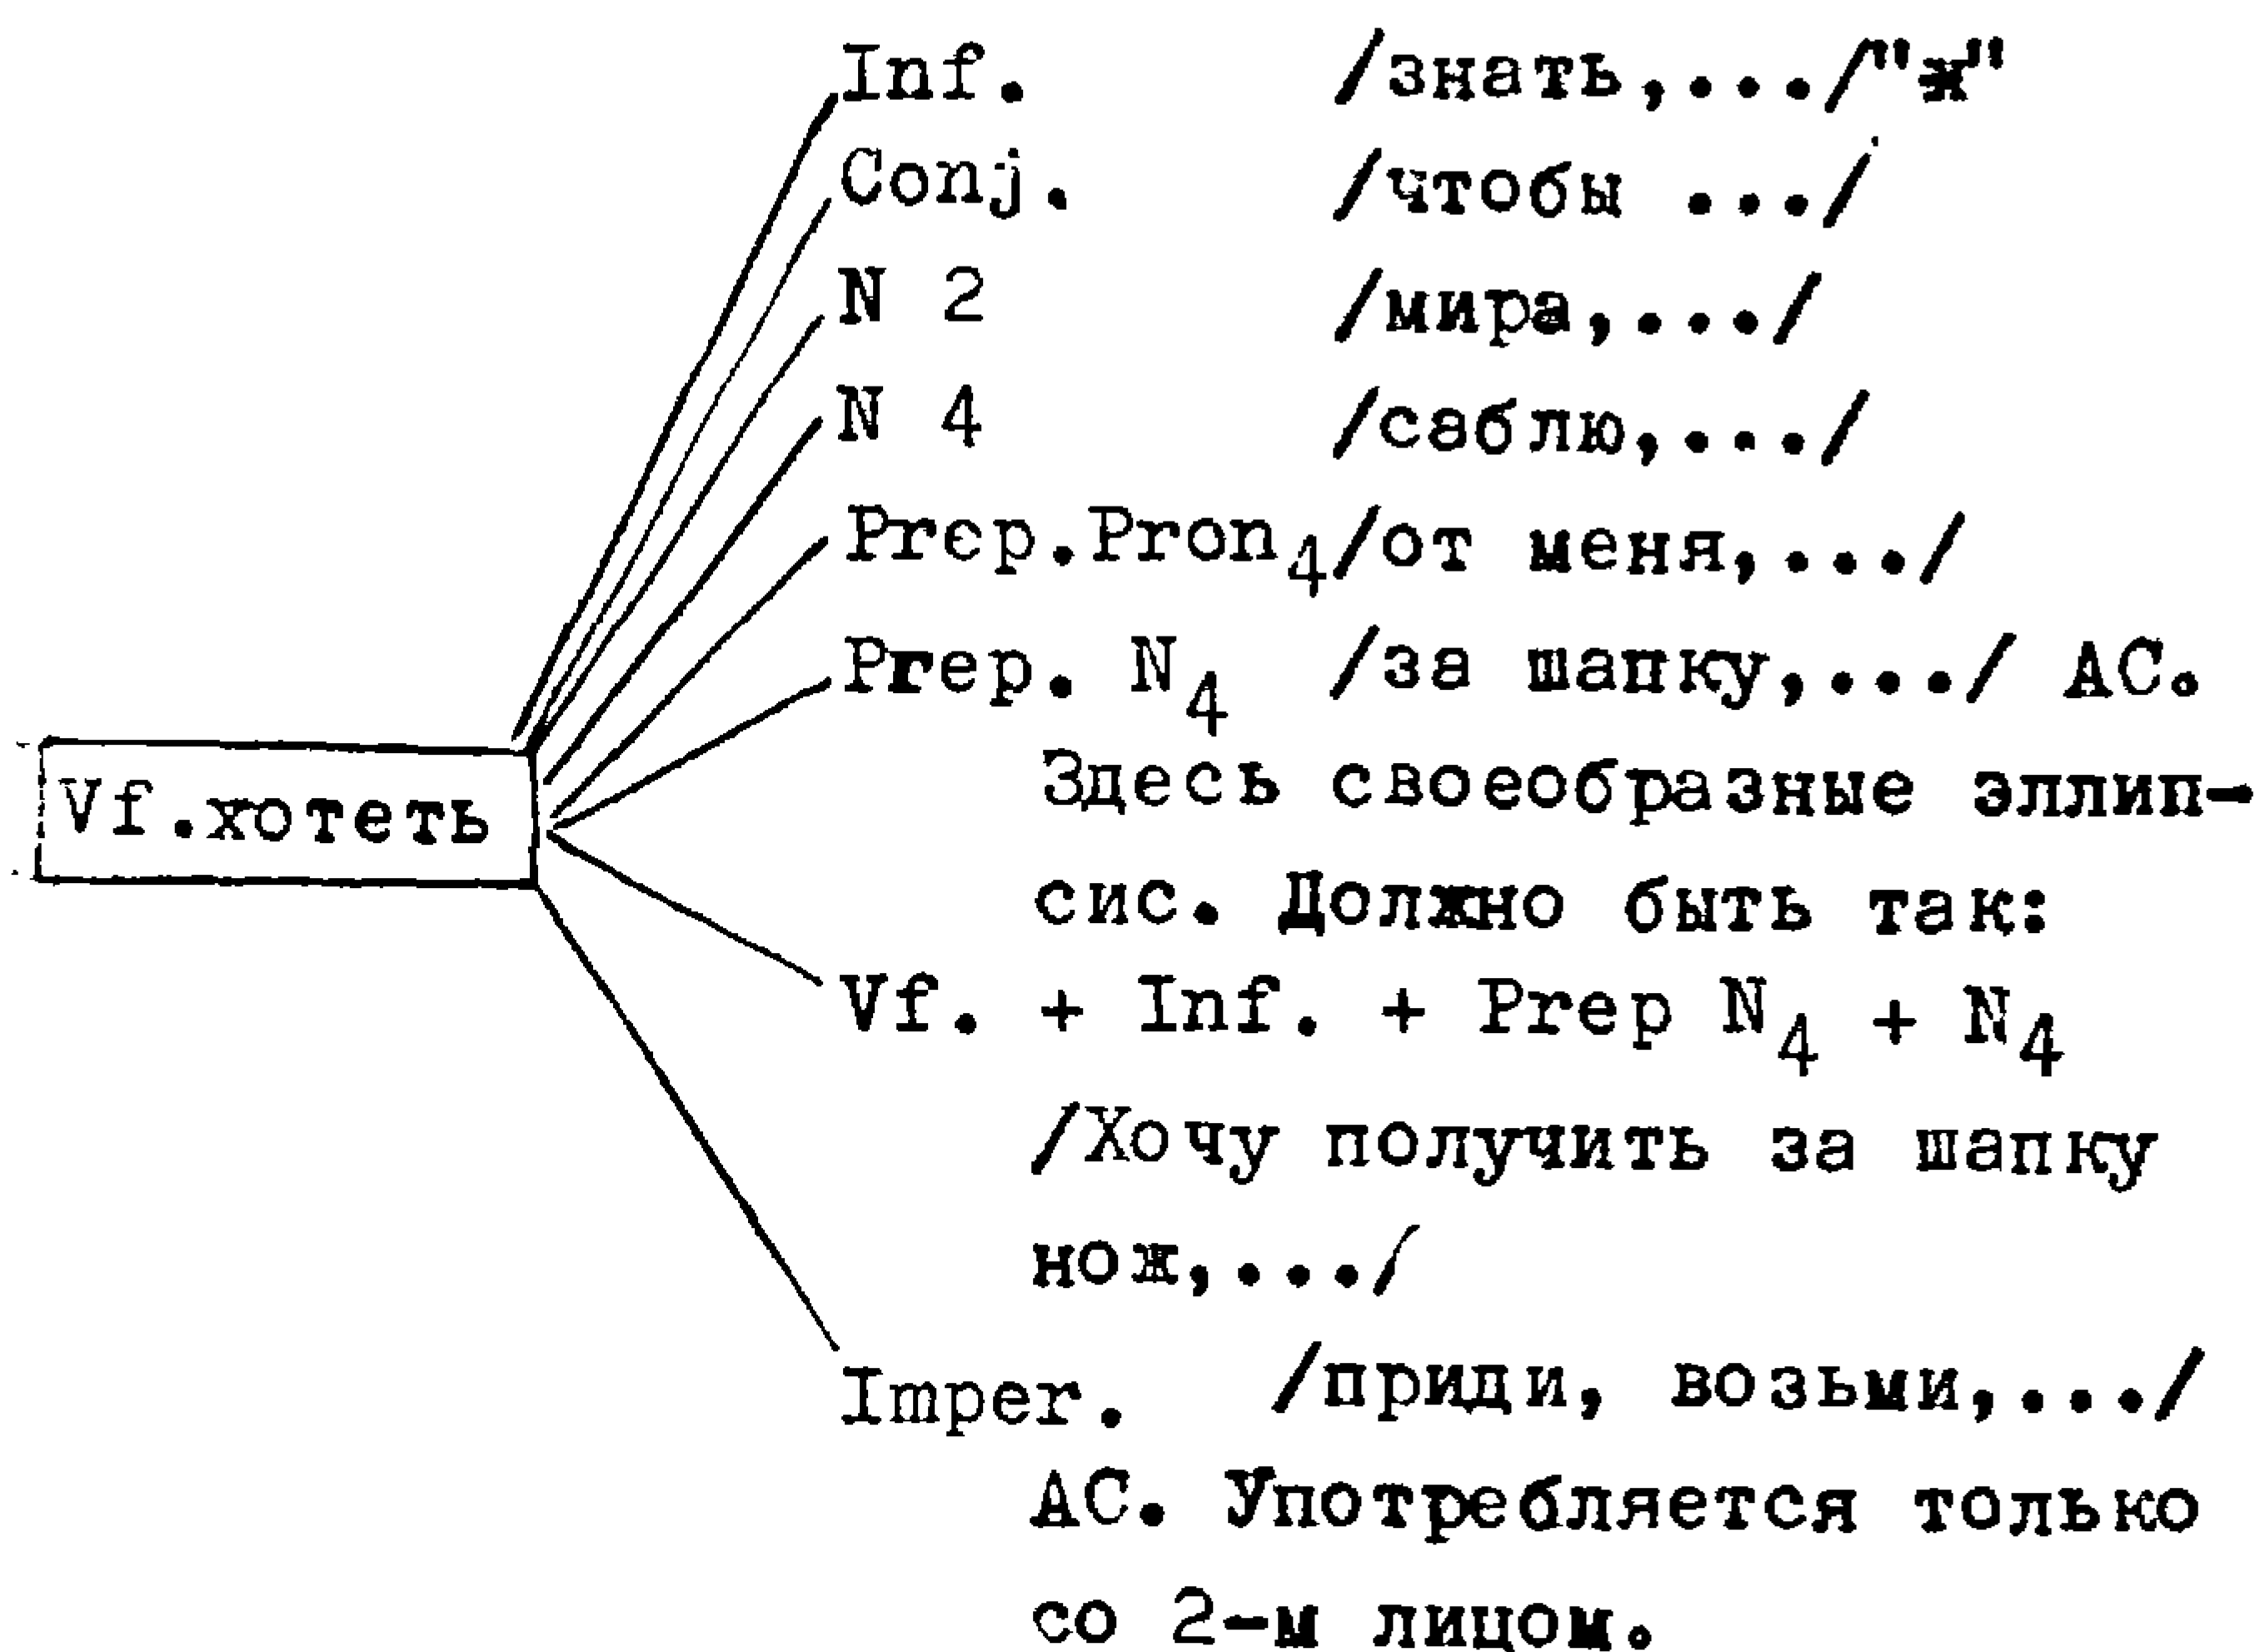 Inf. /знать,.../"ж"
Conj. /чтобы .../
N 2 /мира,.../
N 4 /саблю,.../
Prep.Pron₄/от меня,.../
Prep. N₄ /за шапку,.../ АС.
Здесь своеобразные эллип-
Vf.хотеть
сис. Должно быть так:
Vf. + Inf. + Prep N₄ + N₄
/Хочу получить за шапку
нож,.../
Imper. /приди, возьми,.../
АС. Употребляется только
со 2-м лицом.